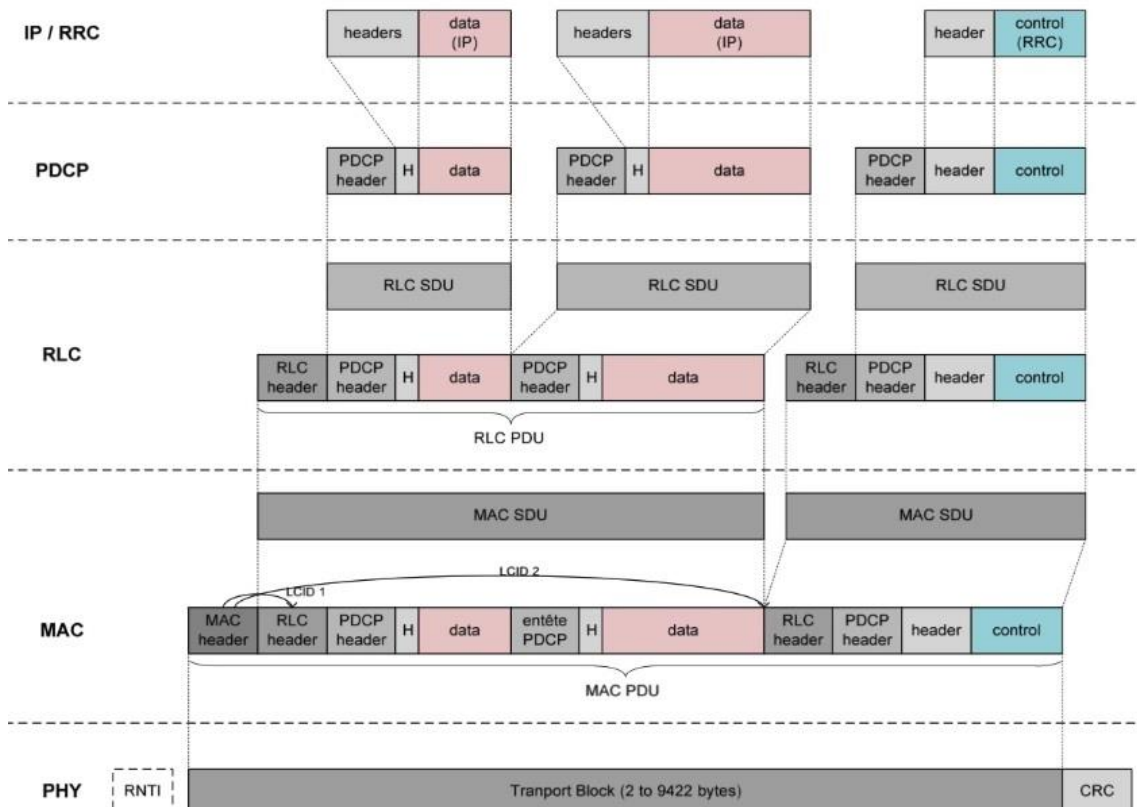 IP / RRC
headers
data
(IP)
headers
data
(IP)
header
control
(RRC)
PDCP
PDCP
header
H
data
PDCP
header
H
data
PDCP
header
header
control
RLC SDU
RLC SDU
RLC SDU
RLC
RLC
header
PDCP
header
H
data
PDCP
header
H
data
RLC
header
PDCP
header
header
control
RLC PDU
MAC SDU
MAC SDU
LCID 2
LCID 1
MAC
MAC
header
RLC
header
PDCP
header
H
data
entête
PDCP
H
data
RLC
header
PDCP
header
header
control
MAC PDU
PHY
RNTI
Tranport Block (2 to 9422 bytes)
CRC